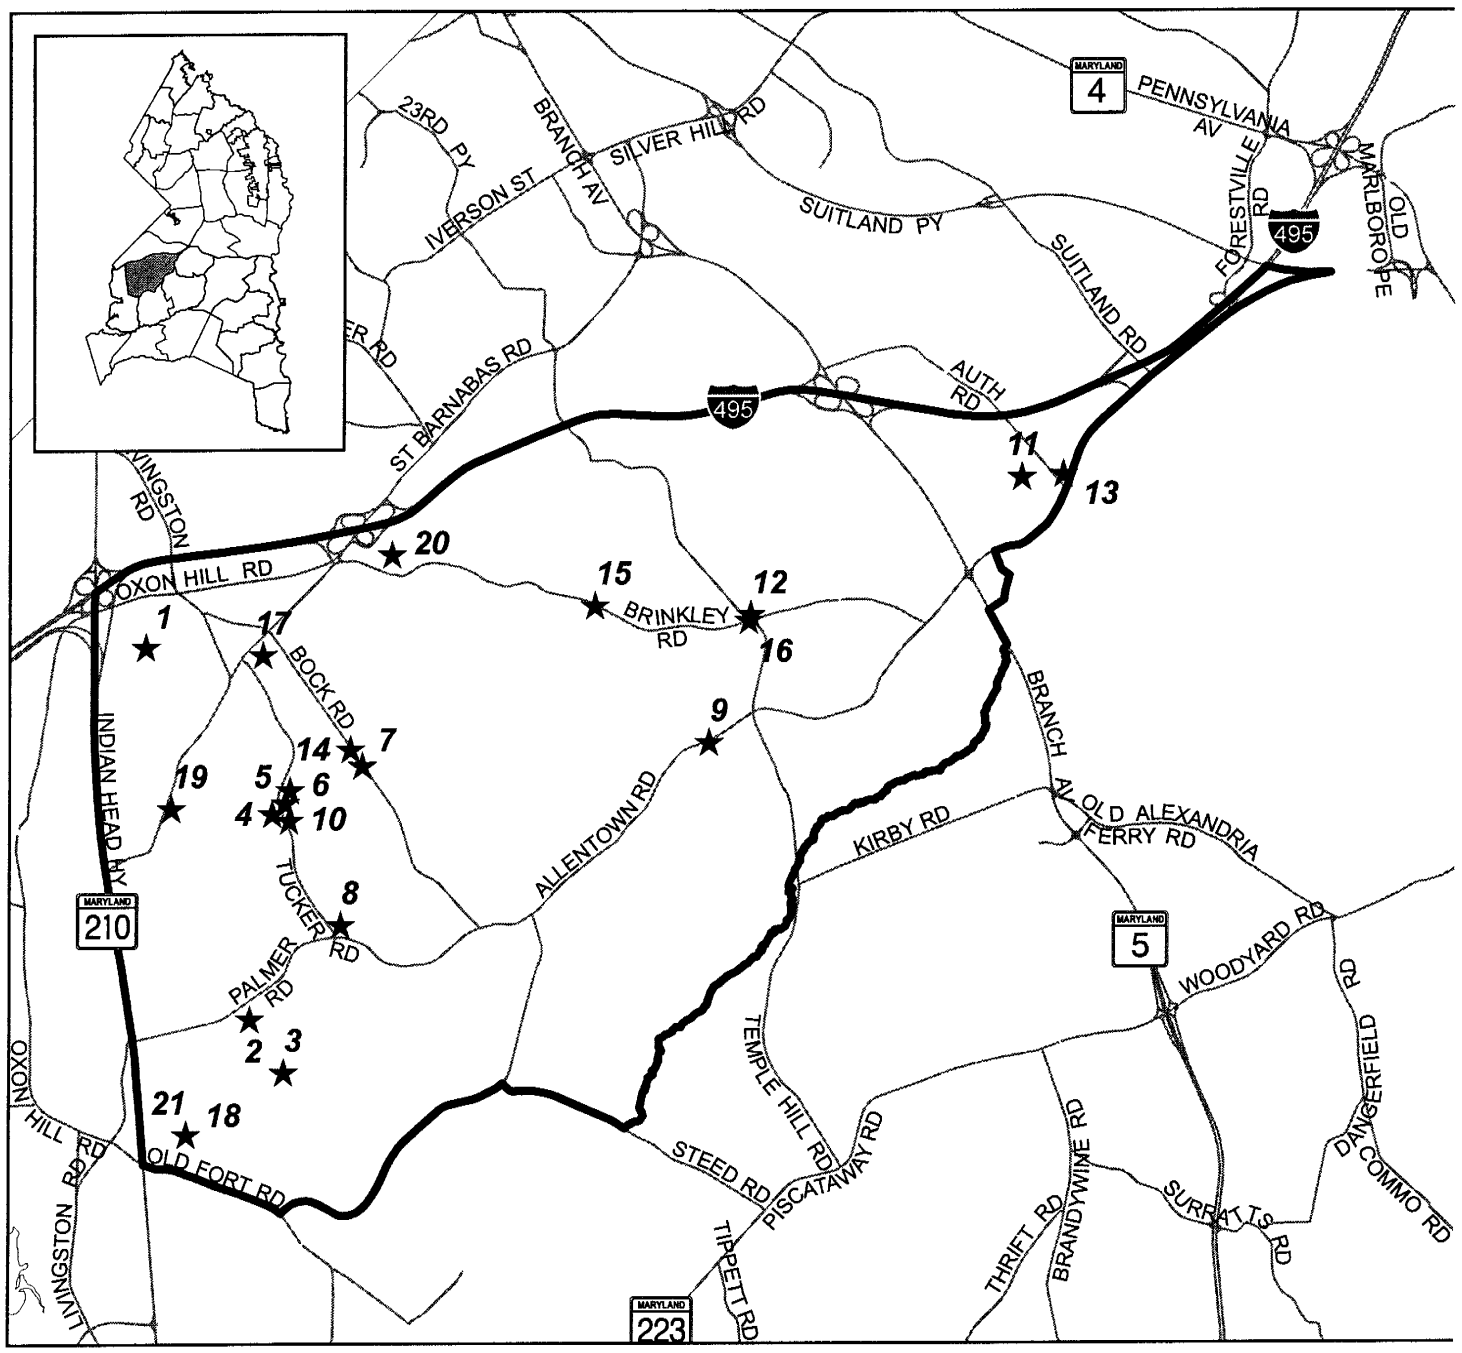 MARYLAND
4
PENNSYLVANIA
AV
23RD PY
BRANCH AV
SILVER HILL RD
IVERSON ST
SUITLAND PY
FORESTVILLE
RD
MARLBORO PE
OLD
495
SUITLAND RD
ER RD
ST BARNABAS RD
AUTH
RD
495
11
13
VINGSTON
RD
20
OXON HILL RD
15
12
BRINKLEY
RD
16
1
17
BOCK RD
BRANCH
AV
INDIAN HEAD HY
9
14
7
19
5
6
4
10
ALLENTOWN RD
KIRBY RD
OLD ALEXANDRIA
FERRY RD
TUCKER
RD
8
MARYLAND
210
MARYLAND
5
WOODYARD RD
PALMER
RD
2
3
DANGERFIELD
RD
OXON
HILL RD
TEMPLE HILL RD
21
18
OLD FORT RD
STEED RD
PISCATAWAY RD
BRANDYWINE RD
THRIFT RD
SURRATTS
RD
COMMO RD
LIVINGSTON
RD
TIPPETT RD
MARYLAND
223